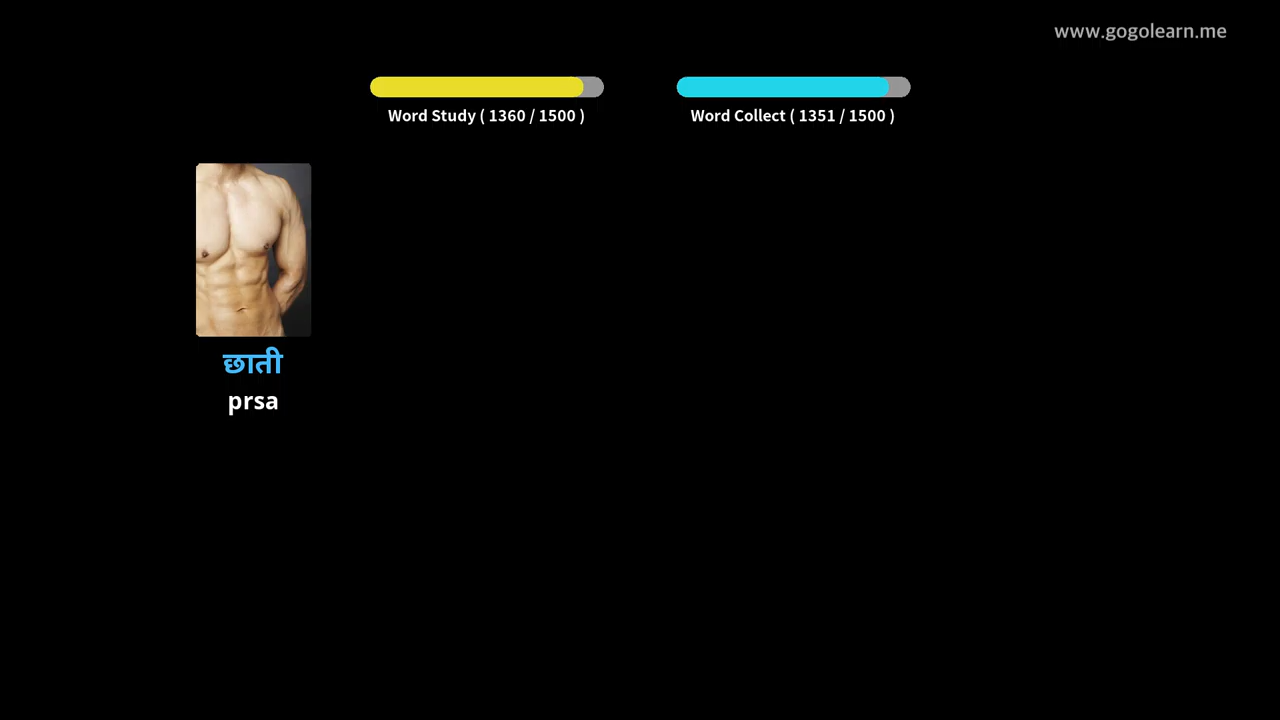 www.gogolearn.me
Word Study ( 1360 / 1500 )
Word Collect ( 1351 / 1500 )
छाती
prsa